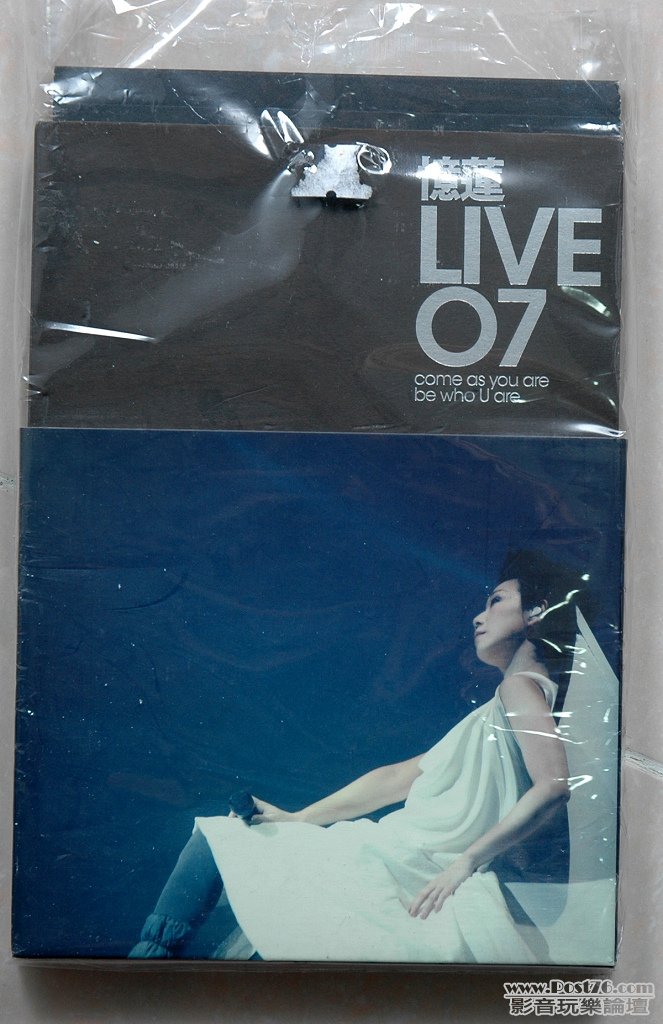 憶蓮
LIVE
07
come as you are
be who U are
www.Post76.com
影音玩樂論壇